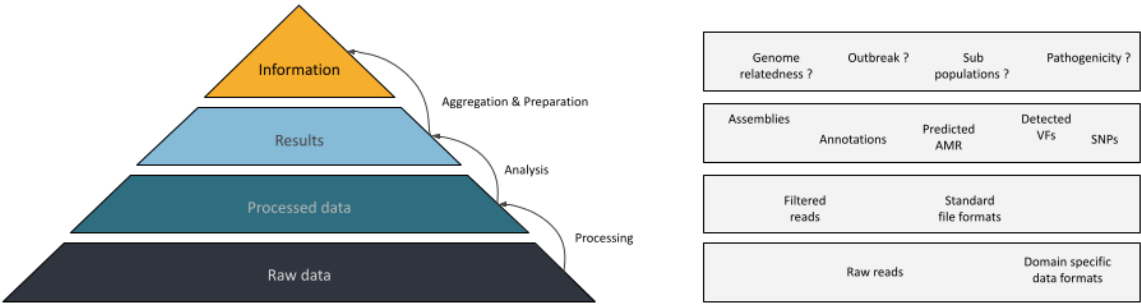 Information
Aggregation & Preparation
Results
Analysis
Processed data
Processing
Raw data
Genome
relatedness ?
Outbreak ?
Sub
populations ?
Pathogenicity ?
Assemblies
Annotations
Predicted
AMR
Detected
VFs
SNPs
Filtered
reads
Standard
file formats
Raw reads
Domain specific
data formats